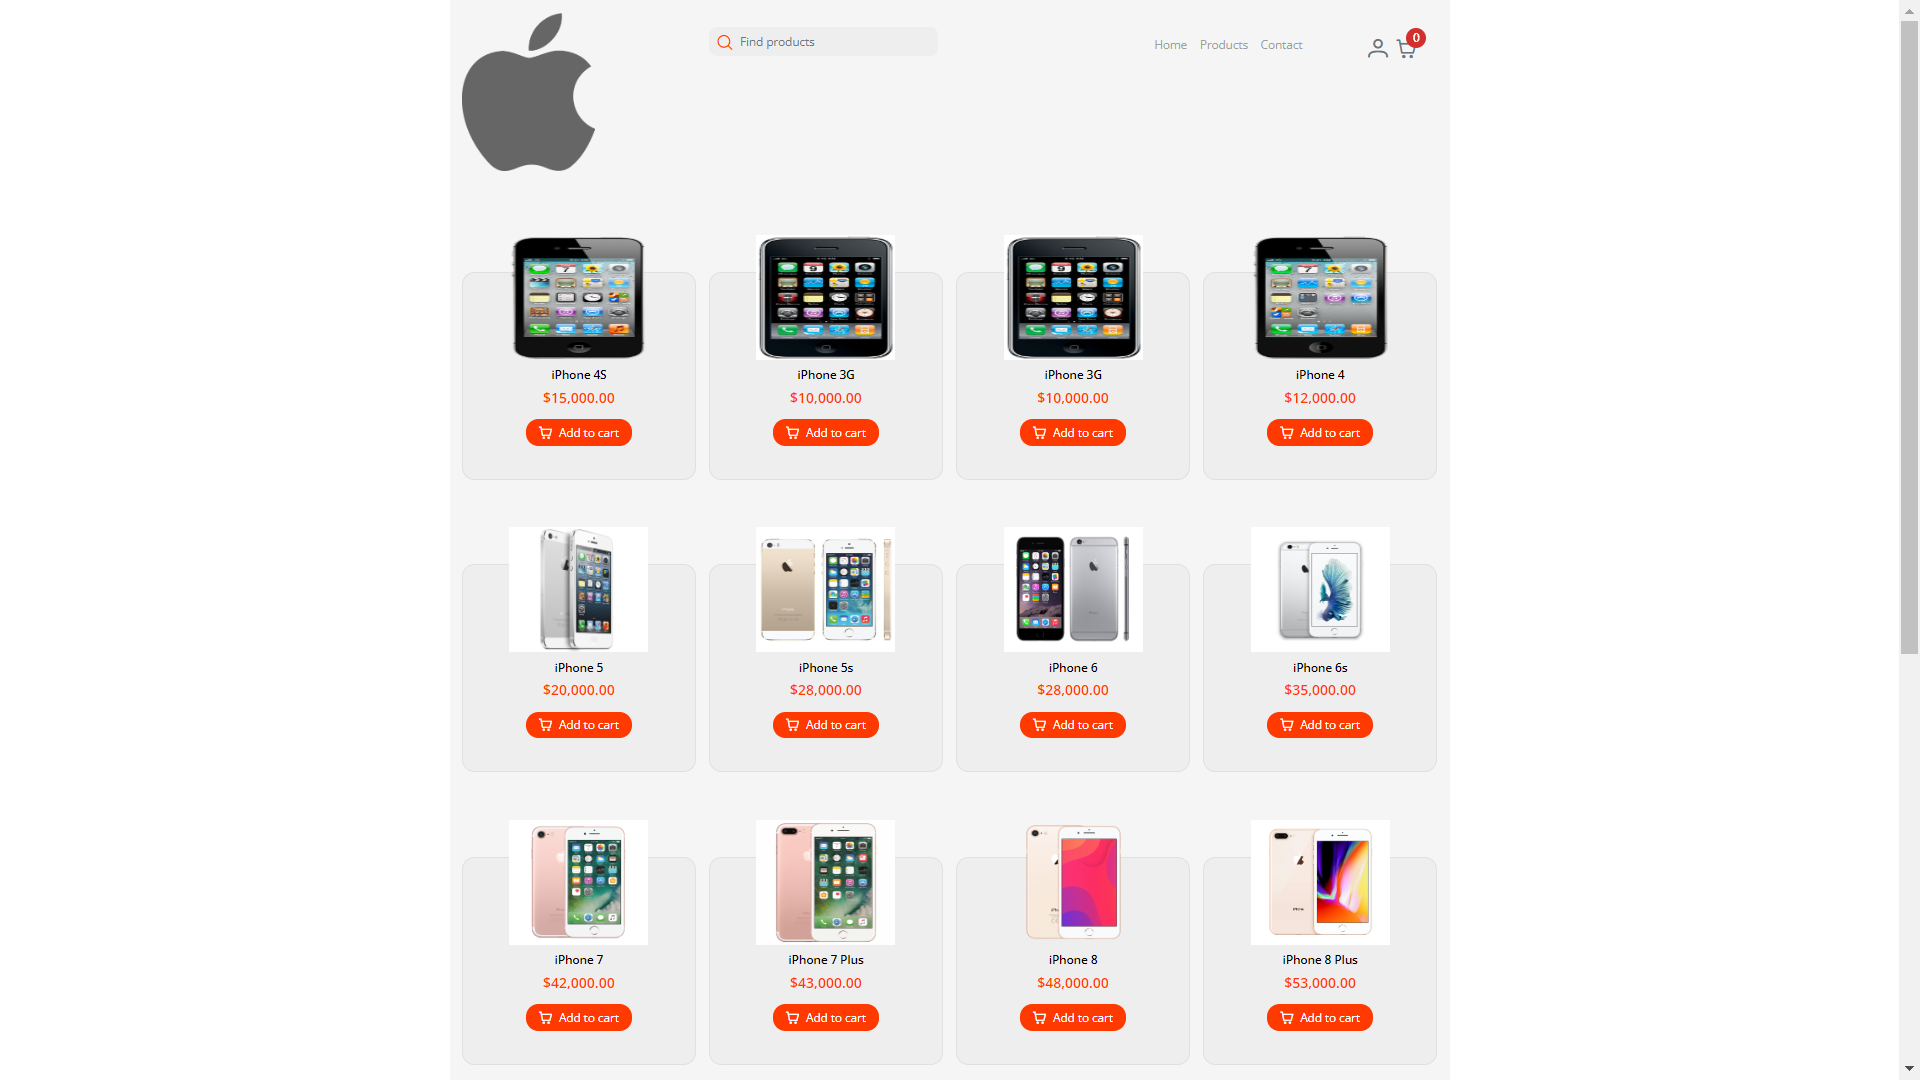 Find products
Home Products Contact
0
iPhone 4S
$15,000.00
Add to cart
iPhone 3G
$10,000.00
Add to cart
iPhone 3G
$10,000.00
Add to cart
iPhone 4
$12,000.00
Add to cart
iPhone 5
$20,000.00
Add to cart
iPhone 5s
$28,000.00
Add to cart
iPhone 6
$28,000.00
Add to cart
iPhone 6s
$35,000.00
Add to cart
iPhone 7
$42,000.00
Add to cart
iPhone 7 Plus
$43,000.00
Add to cart
iPhone 8
$48,000.00
Add to cart
iPhone 8 Plus
$53,000.00
Add to cart